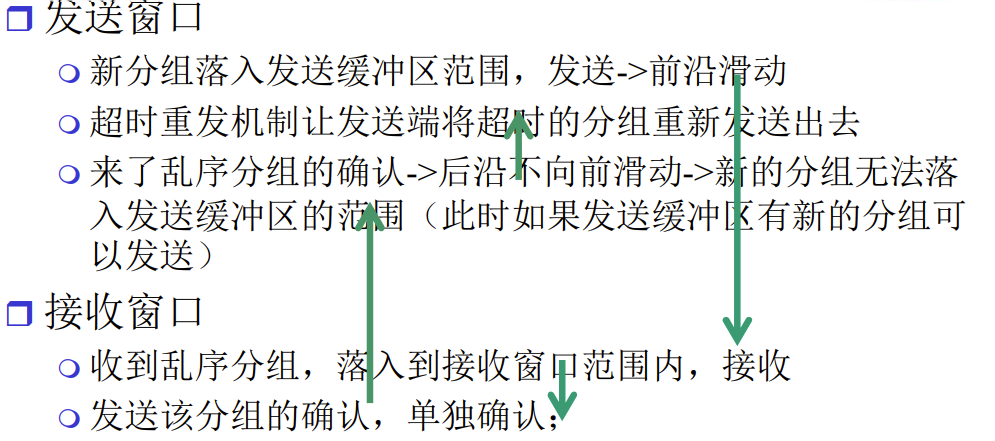 发送窗口
新分组落入发送缓冲区范围，发送->前沿滑动
超时重发机制让发送端将超时的分组重新发送出去
来了乱序分组的确认->后沿不向前滑动->新的分组无法落
入发送缓冲区的范围（此时如果发送缓冲区有新的分组可
以发送）
接收窗口
收到乱序分组，落入到接收窗口范围内，接收
发送该分组的确认，单独确认；